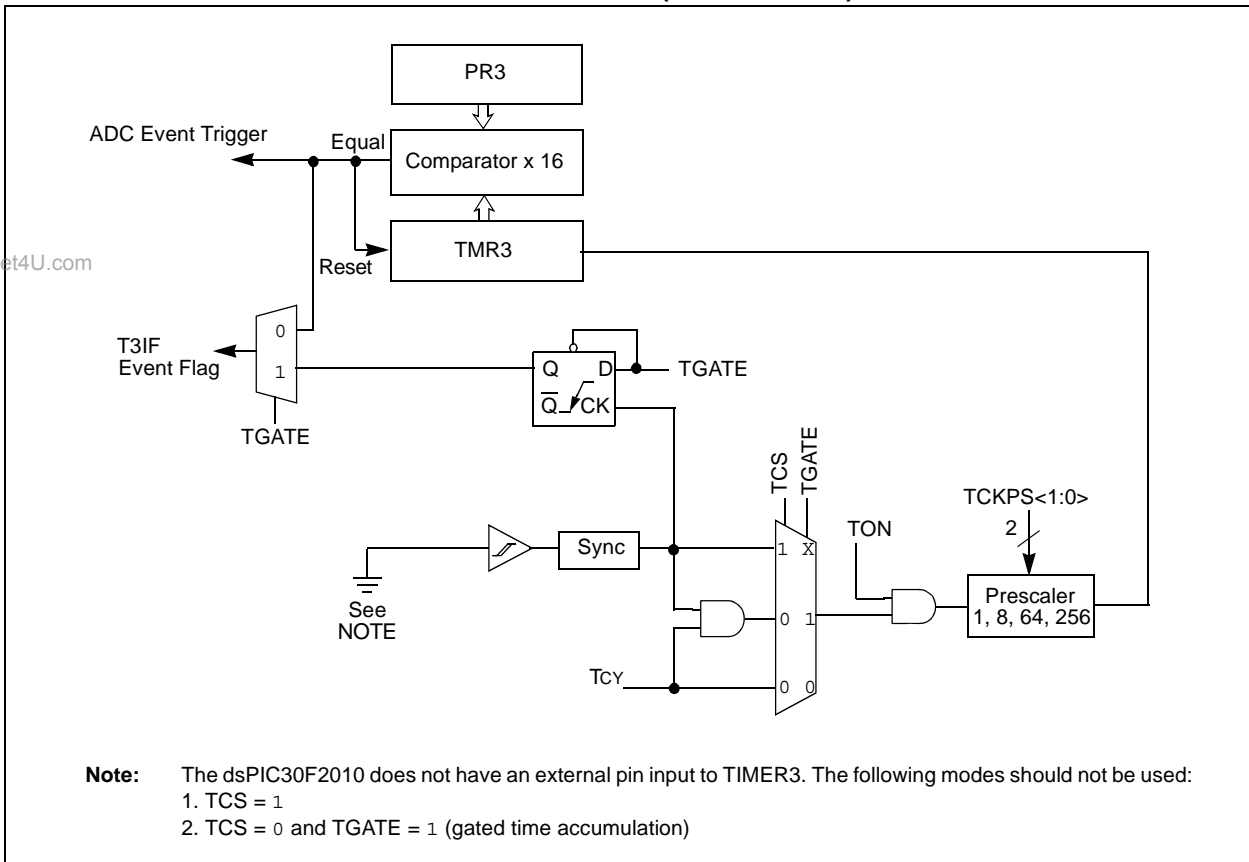 PR3
ADC Event Trigger
Equal
Comparator x 16
TMR3
Reset
et4U.com
0
1
T3IF
Event Flag
TGATE
Q
D
Q
CK
TGATE
TCS
TGATE
TCKPS<1:0>
2
TON
Sync
1 X
Prescaler
1, 8, 64, 256
See
NOTE
0 1
TCY
0 0
Note: The dsPIC30F2010 does not have an external pin input to TIMER3. The following modes should not be used:
1. TCS = 1
2. TCS = 0 and TGATE = 1 (gated time accumulation)